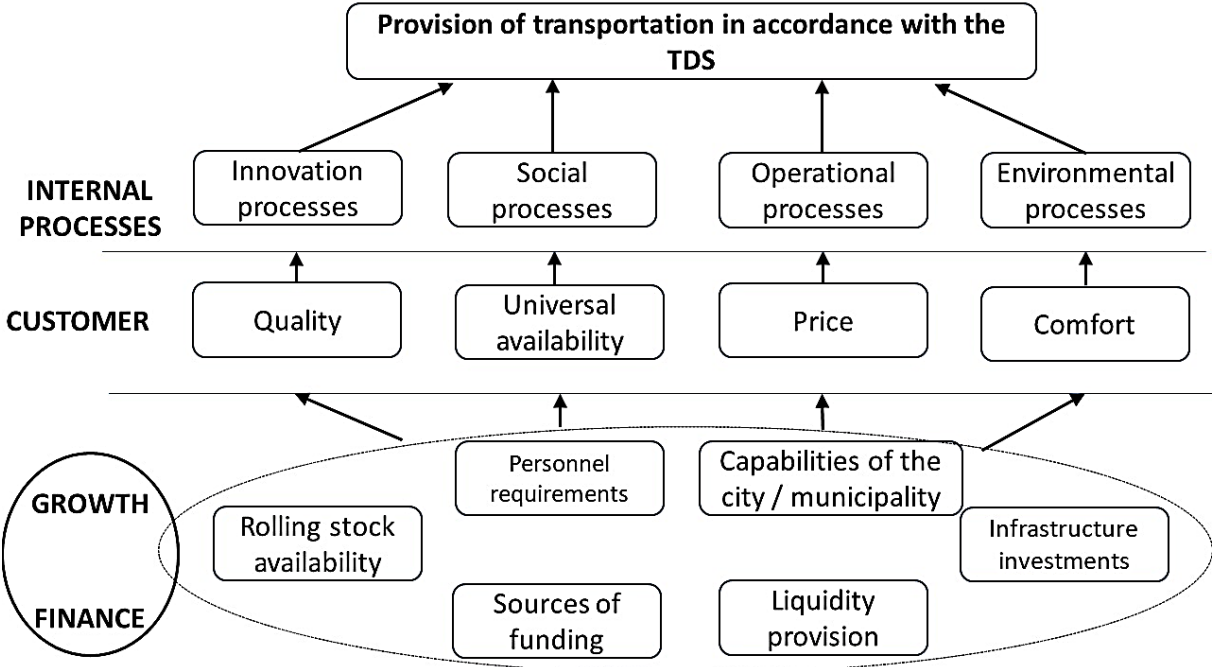 Provision of transportation in accordance with the
TDS
INTERNAL
PROCESSES
Innovation
processes
Social
processes
Operational
processes
Environmental
processes
CUSTOMER
Quality
Universal
availability
Price
Comfort
GROWTH
FINANCE
Rolling stock
availability
Personnel
requirements
Capabilities of the
city / municipality
Infrastructure
investments
Sources of
funding
Liquidity
provision